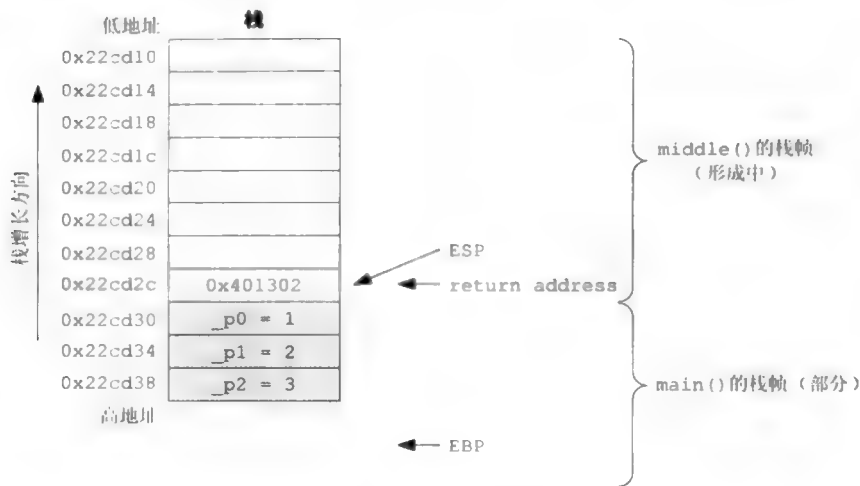 低地址
栈
0x22cd10
0x22cd14
0x22cd18
0x22cd1c
0x22cd20
0x22cd24
0x22cd28
0x22cd2c 0x401302
0x22cd30 _p0 = 1
0x22cd34 _p1 = 2
0x22cd38 _p2 = 3
高地址
栈增长方向
ESP
return address
EBP
middle()的栈帧
（形成中）
main()的栈帧（部分）